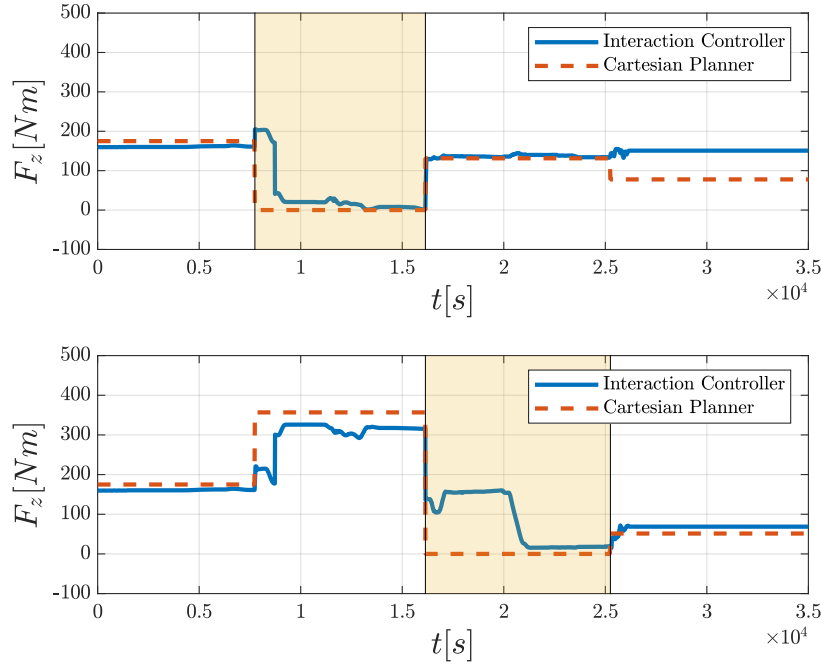 500
400
300
200
100
0
-100
F_z[Nm]
Interaction Controller
Cartesian Planner
0 0.5 1 1.5 2 2.5 3 3.5
×10^4
t[s]
500
400
300
200
100
0
-100
F_z[Nm]
Interaction Controller
Cartesian Planner
0 0.5 1 1.5 2 2.5 3 3.5
×10^4
t[s]